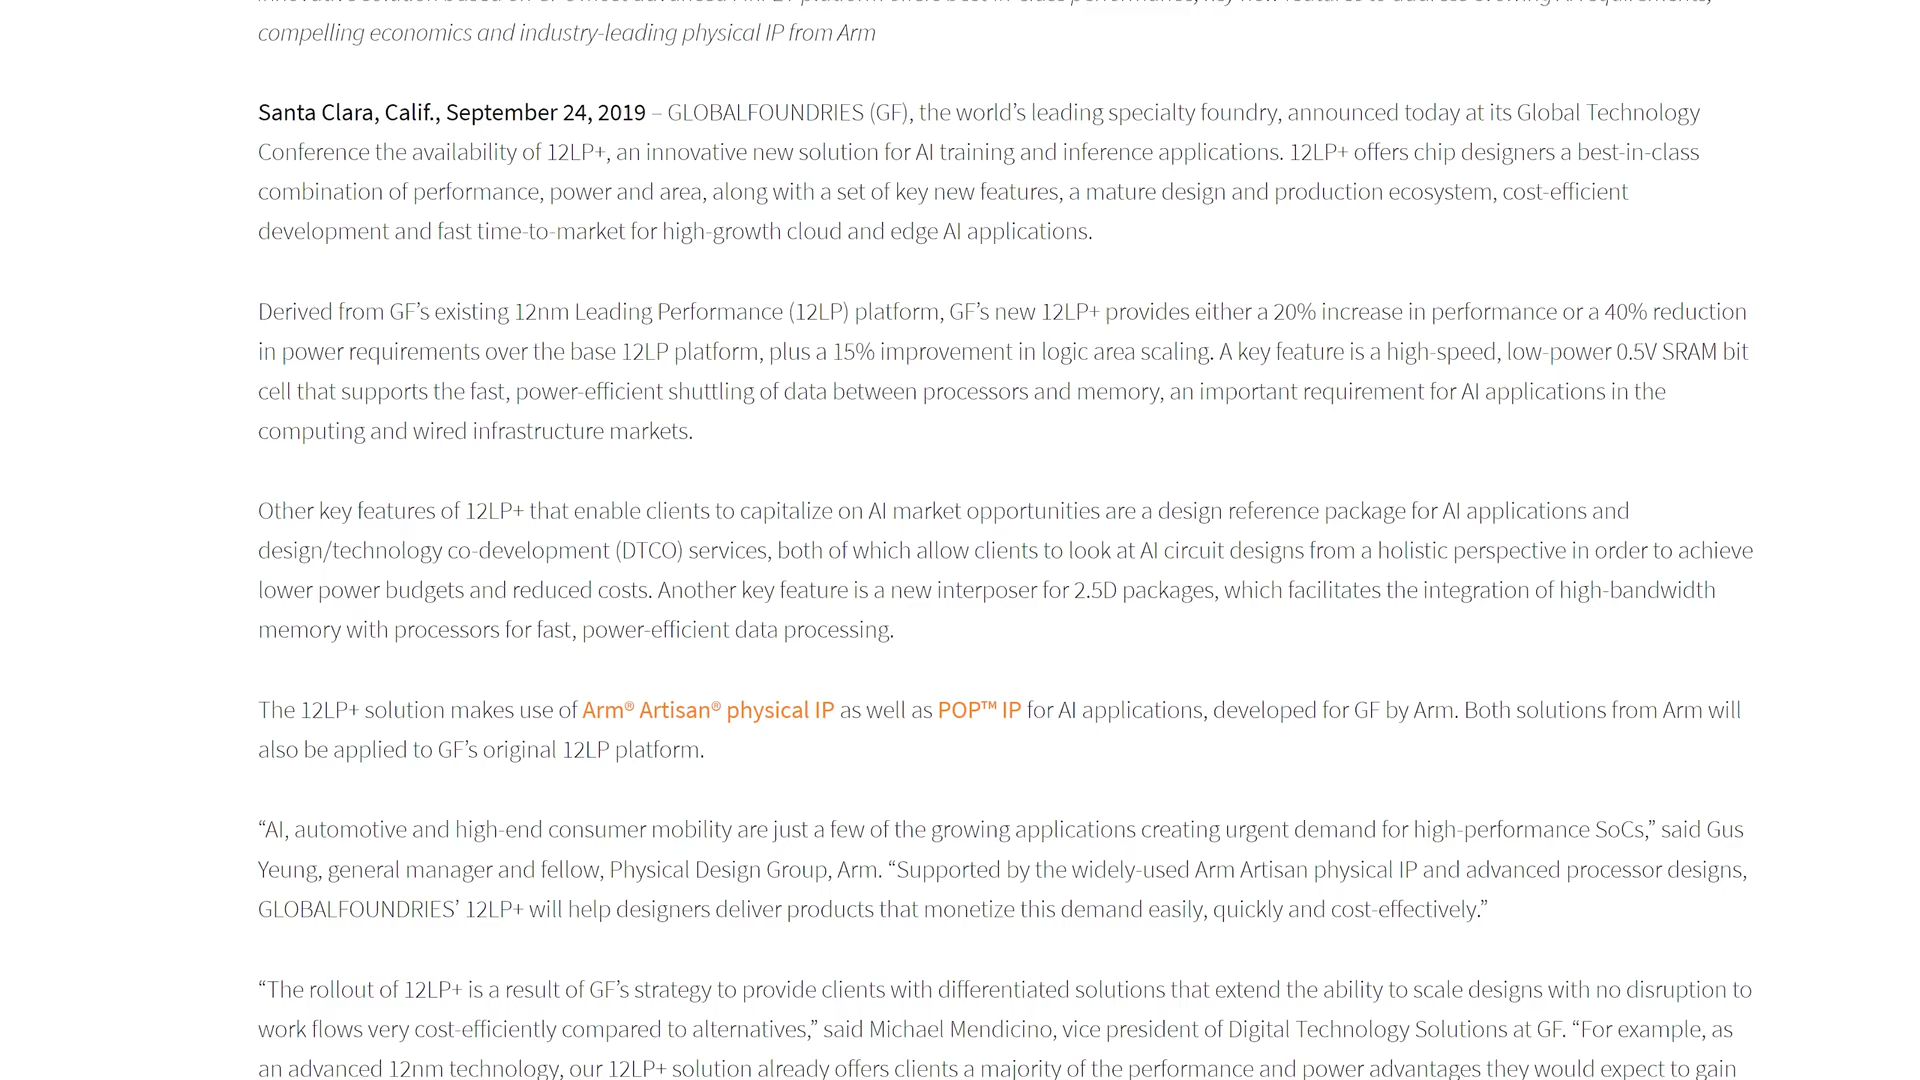 compelling economics and industry-leading physical IP from Arm
Santa Clara, Calif., September 24, 2019 – GLOBALFOUNDRIES (GF), the world’s leading specialty foundry, announced today at its Global Technology
Conference the availability of 12LP+, an innovative new solution for AI training and inference applications. 12LP+ offers chip designers a best-in-class
combination of performance, power and area, along with a set of key new features, a mature design and production ecosystem, cost-efficient
development and fast time-to-market for high-growth cloud and edge AI applications.
Derived from GF’s existing 12nm Leading Performance (12LP) platform, GF’s new 12LP+ provides either a 20% increase in performance or a 40% reduction
in power requirements over the base 12LP platform, plus a 15% improvement in logic area scaling. A key feature is a high-speed, low-power 0.5V SRAM bit
cell that supports the fast, power-efficient shuttling of data between processors and memory, an important requirement for AI applications in the
computing and wired infrastructure markets.
Other key features of 12LP+ that enable clients to capitalize on AI market opportunities are a design reference package for AI applications and
design/technology co-development (DTCO) services, both of which allow clients to look at AI circuit designs from a holistic perspective in order to achieve
lower power budgets and reduced costs. Another key feature is a new interposer for 2.5D packages, which facilitates the integration of high-bandwidth
memory with processors for fast, power-efficient data processing.
The 12LP+ solution makes use of Arm® Artisan® physical IP as well as POP™ IP for AI applications, developed for GF by Arm. Both solutions from Arm will
also be applied to GF’s original 12LP platform.
“AI, automotive and high-end consumer mobility are just a few of the growing applications creating urgent demand for high-performance SoCs,” said Gus
Yeung, general manager and fellow, Physical Design Group, Arm. “Supported by the widely-used Arm Artisan physical IP and advanced processor designs,
GLOBALFOUNDRIES’ 12LP+ will help designers deliver products that monetize this demand easily, quickly and cost-effectively.”
“The rollout of 12LP+ is a result of GF’s strategy to provide clients with differentiated solutions that extend the ability to scale designs with no disruption to
work flows very cost-efficiently compared to alternatives,” said Michael Mendicino, vice president of Digital Technology Solutions at GF. “For example, as
an advanced 12nm technology, our 12LP+ solution already offers clients a majority of the performance and power advantages they would expect to gain